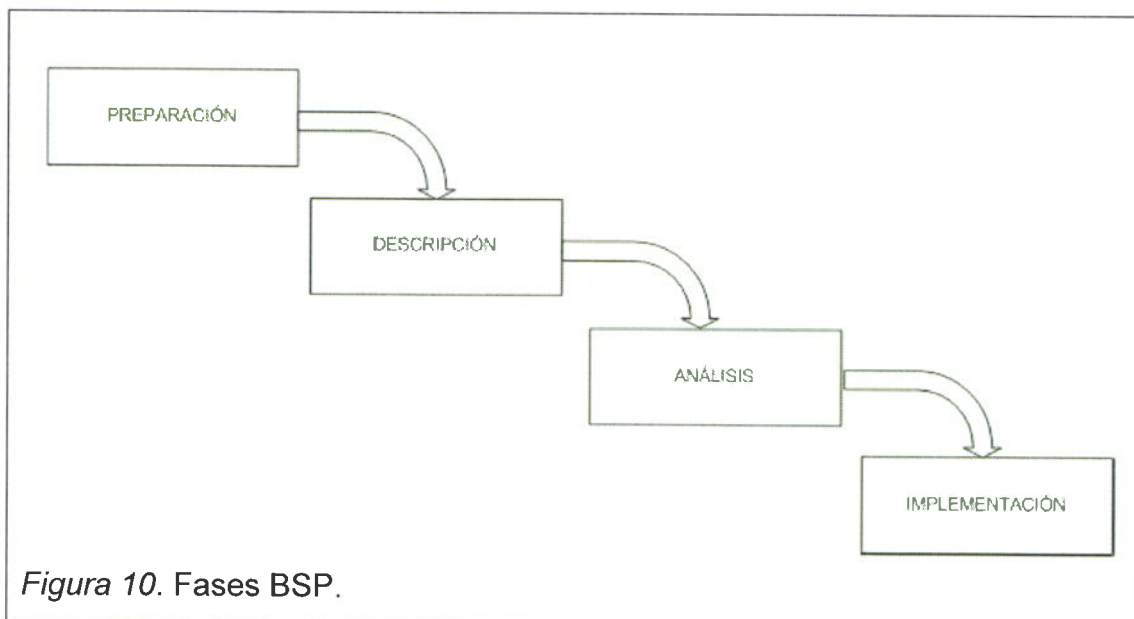 PREPARACIÓN
DESCRIPCIÓN
ANÁLISIS
IMPLEMENTACIÓN
Figura 10. Fases BSP.